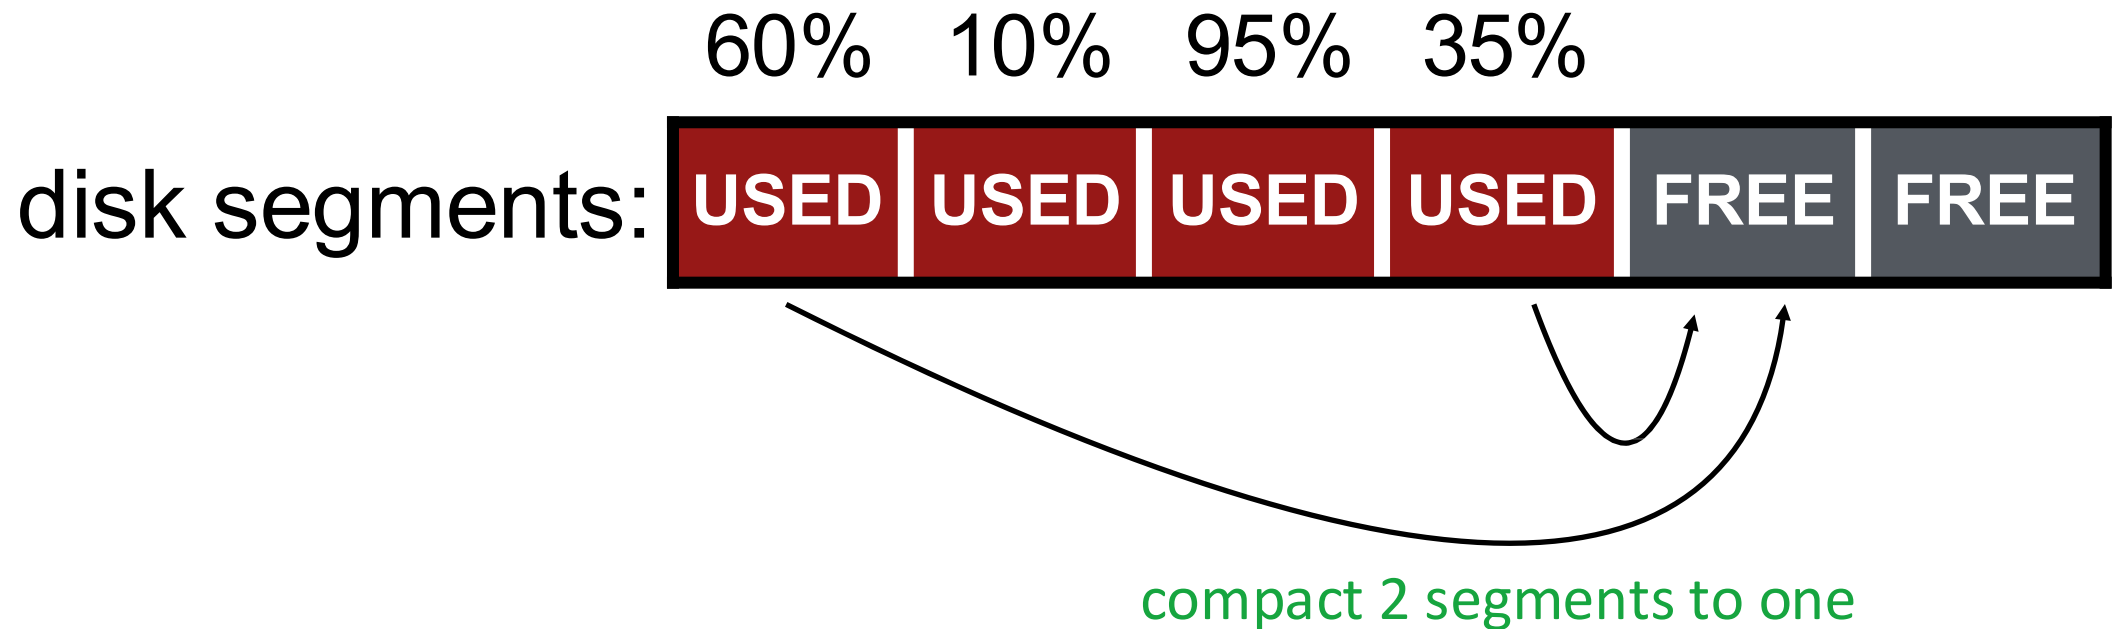 60% 10% 95% 35%
disk segments: USED USED USED USED FREE FREE
compact 2 segments to one